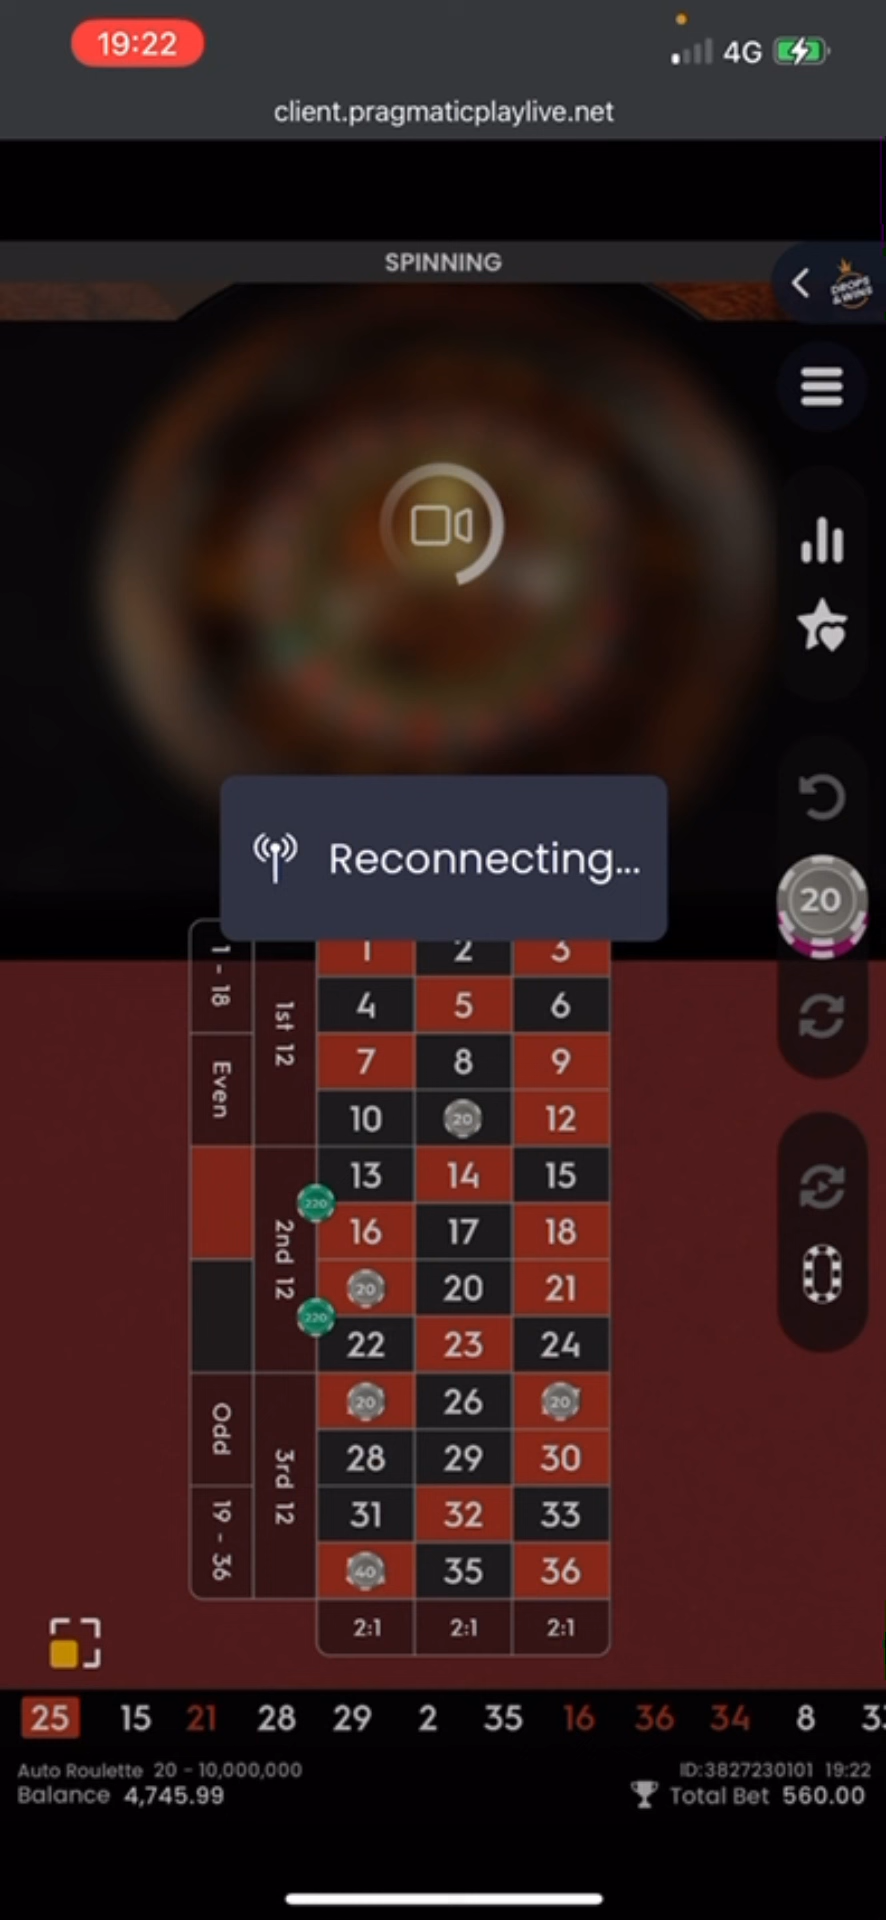 19:22 4G
client.pragmaticplaylive.net
SPINNING
DROPS
&WINS
Reconnecting...
20
1 - 18
Even
Odd
19 - 36
1st 12
2nd 12
3rd 12
1 2 3
4 5 6
7 8 9
10 20 12
13 14 15
220
16 17 18
20 20 21
220
22 23 24
20 26 20
28 29 30
31 32 33
40 35 36
2:1 2:1 2:1
25 15 21 28 29 2 35 16 36 34 8
Auto Roulette 20 - 10,000,000 ID:3827230101 19:22
Balance 4,745.99 Total Bet 560.00